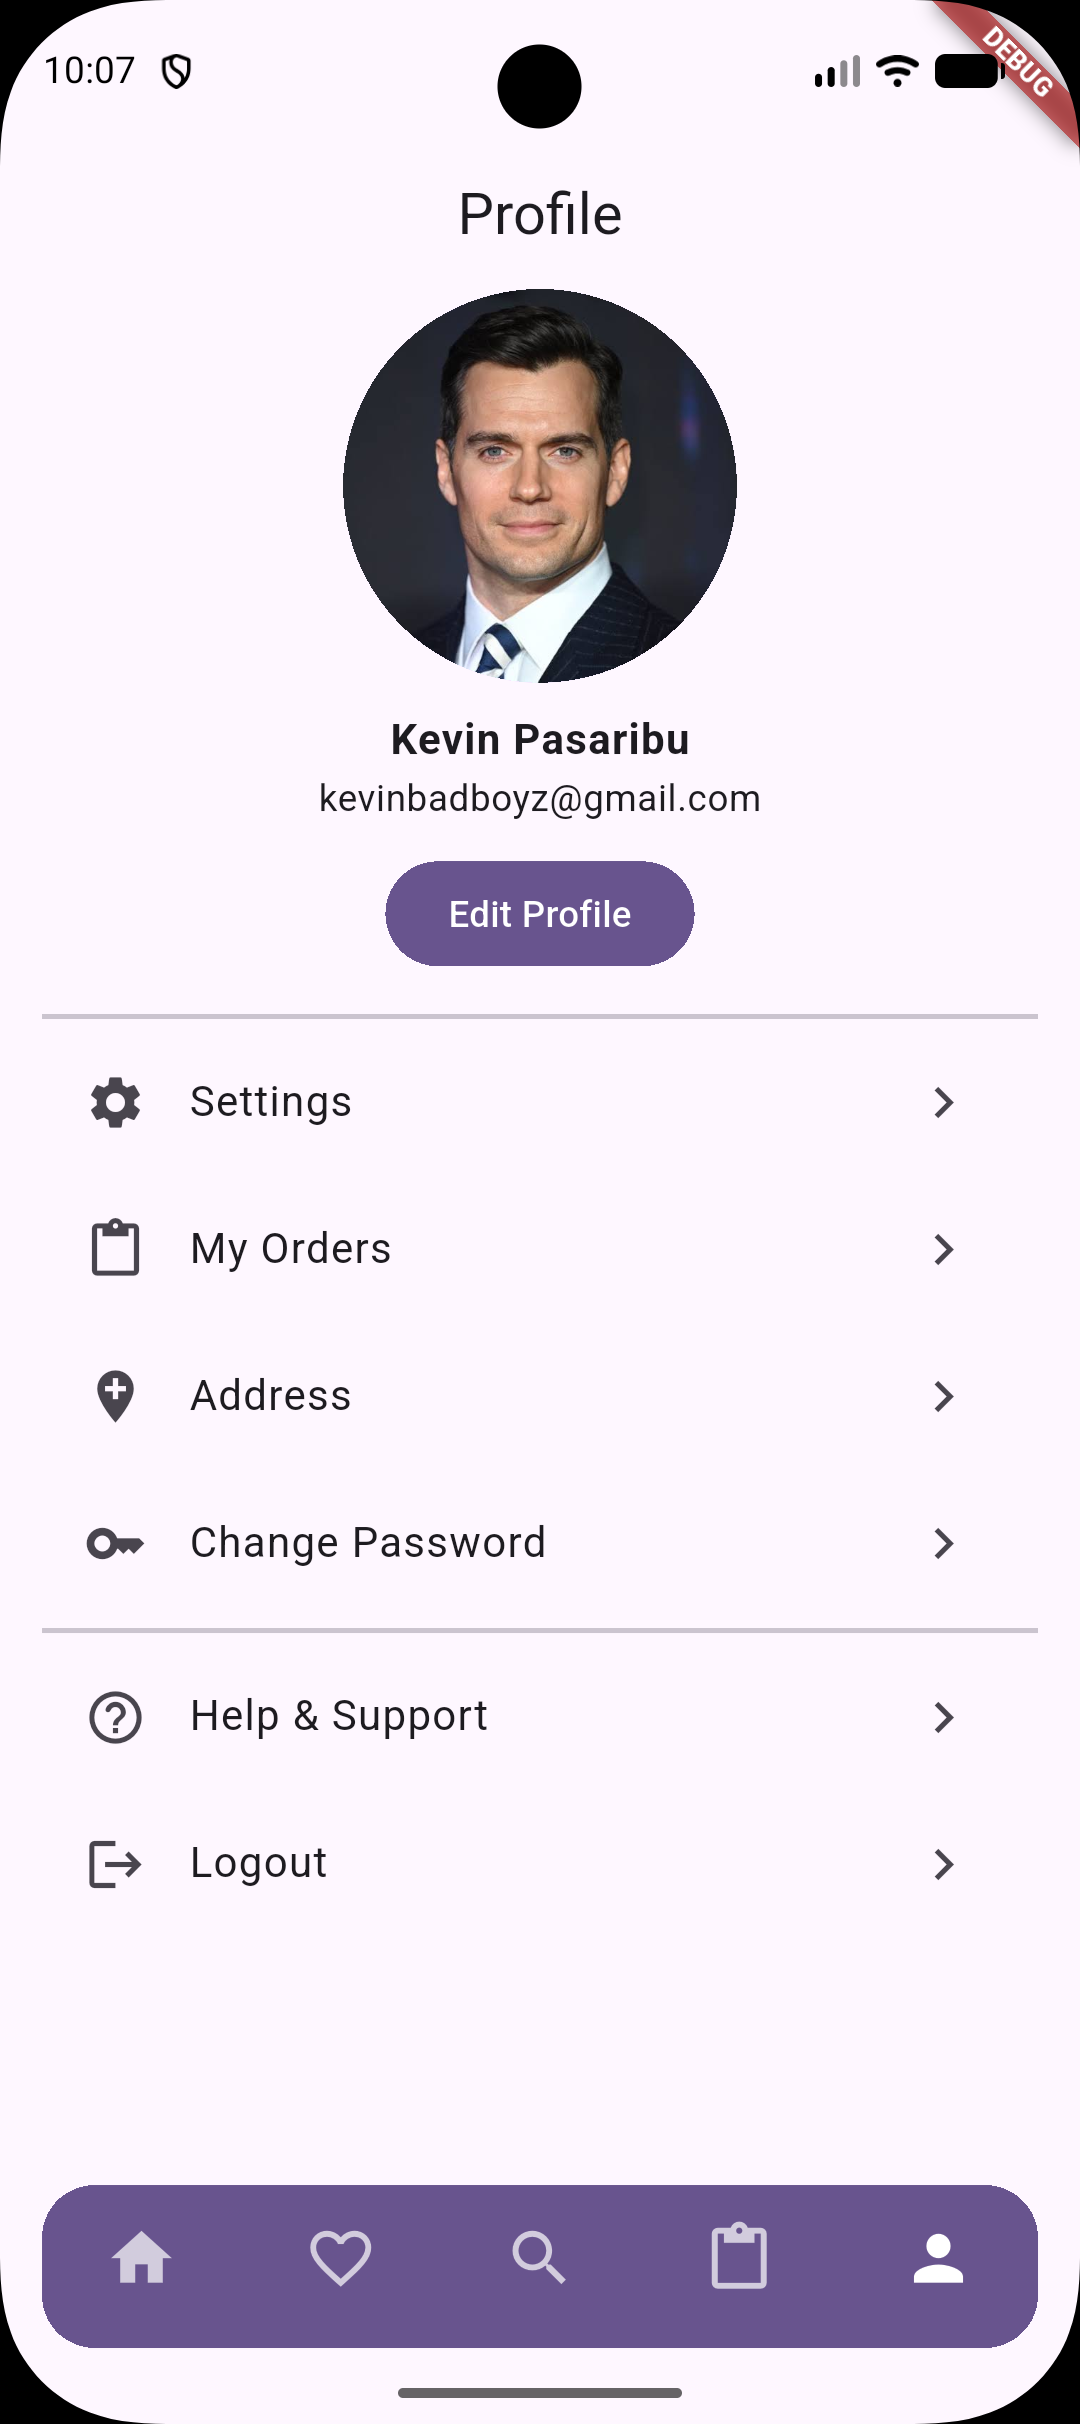 10:07
DEBUG
Profile
Kevin Pasaribu
kevinbadboyz@gmail.com
Edit Profile
Settings
My Orders
Address
Change Password
Help & Support
Logout